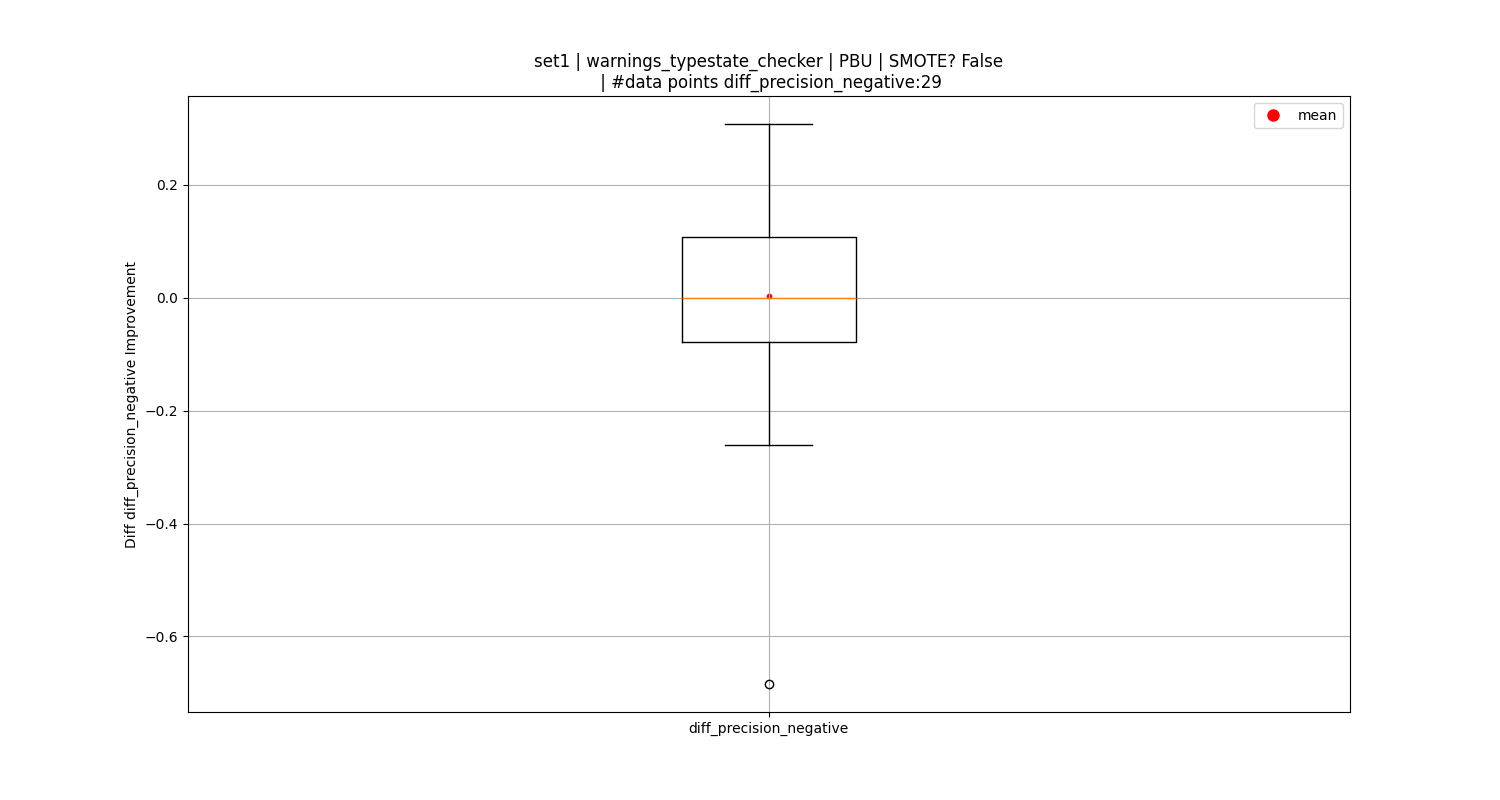 set1 | warnings_typestate_checker | PBU | SMOTE? False
| #data points diff_precision_negative:29
mean
0.2
0.0
−0.2
−0.4
−0.6
Diff diff_precision_negative Improvement
diff_precision_negative